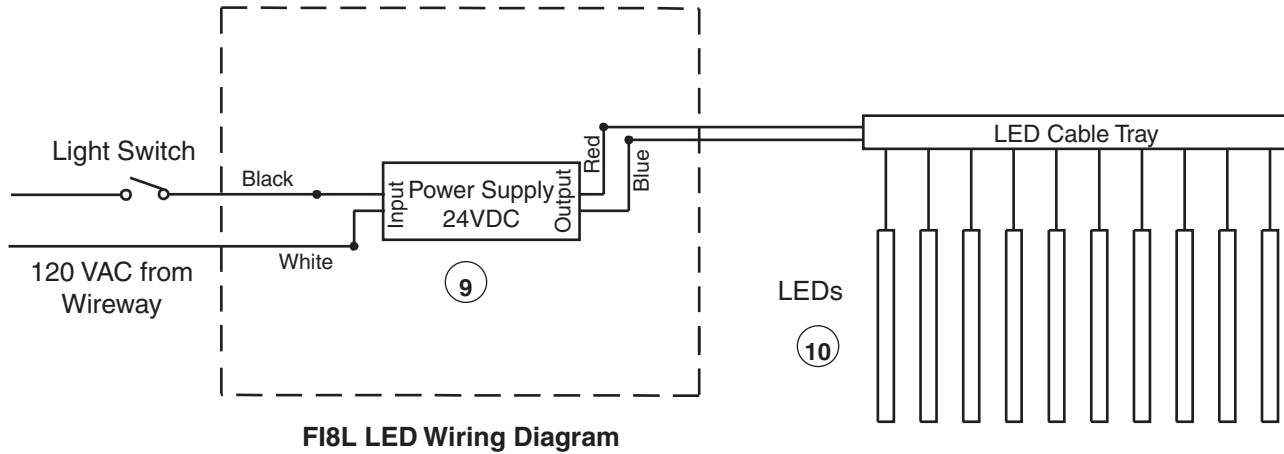 Light Switch
Black
120 VAC from
Wireway
White
Input
Power Supply
24VDC
Output
9
Red
Blue
LED Cable Tray
LEDs
10
FI8L LED Wiring Diagram